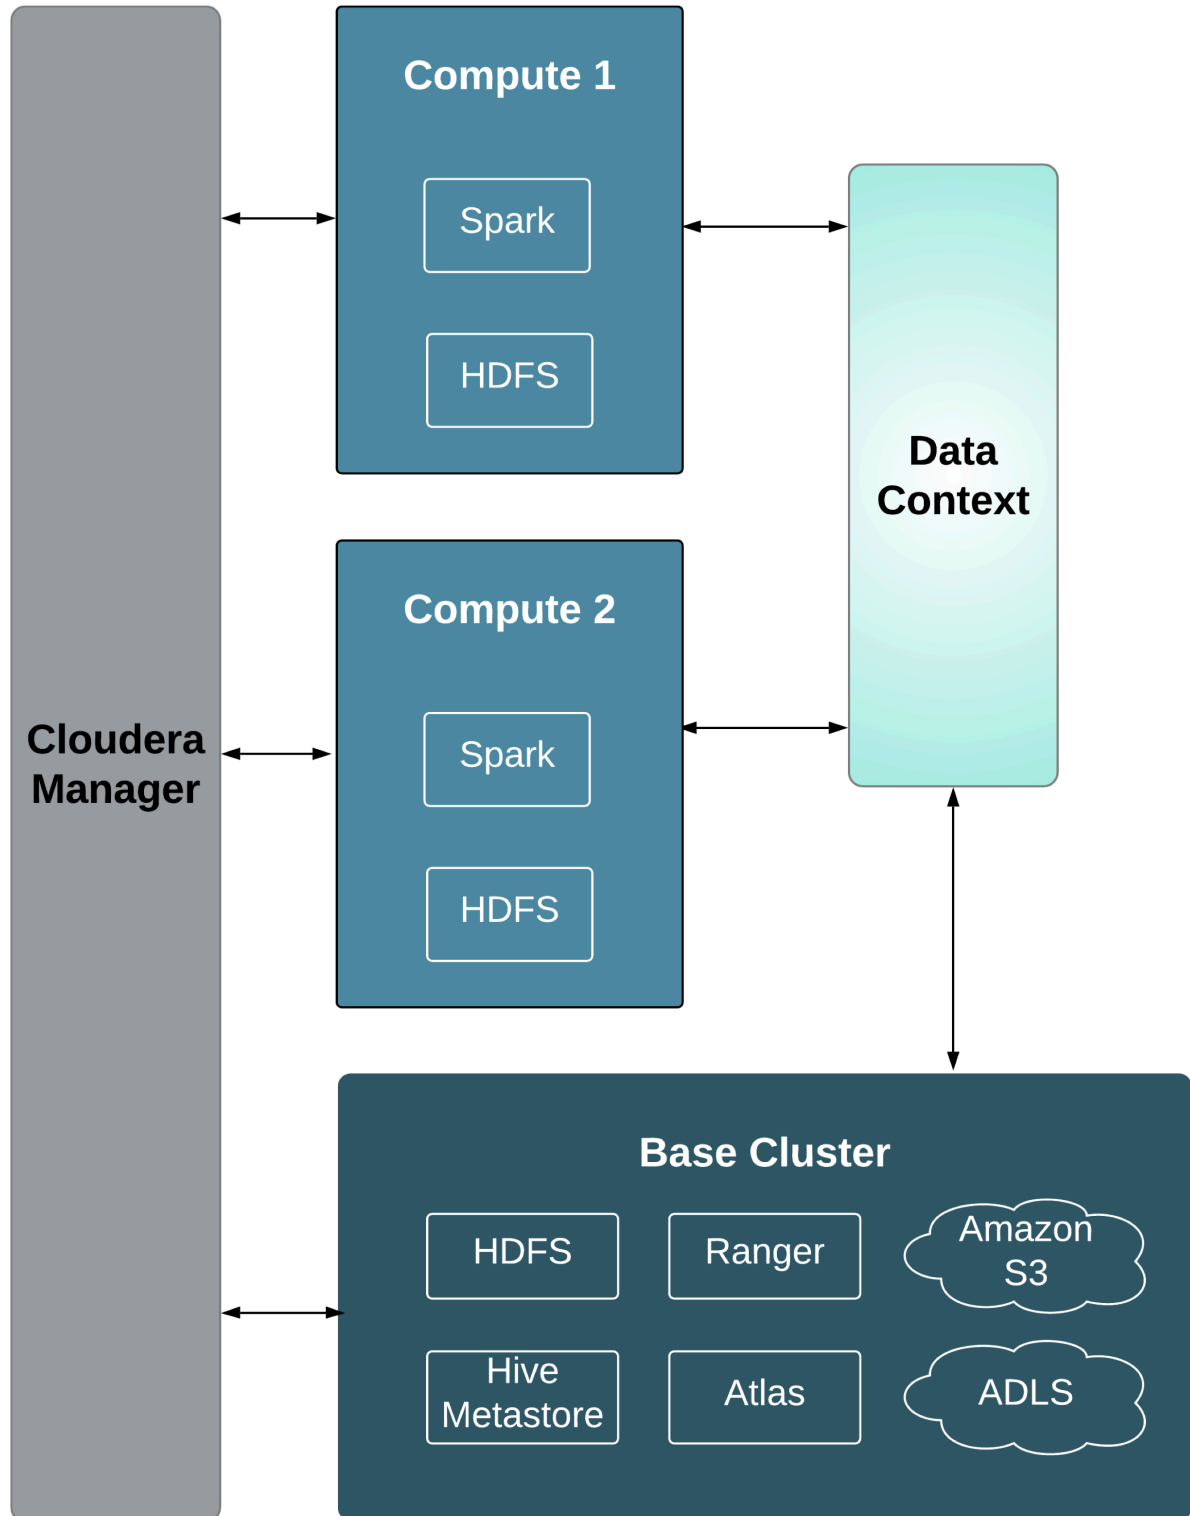 Compute 1
Spark
HDFS
Data
Context
Compute 2
Spark
HDFS
Cloudera
Manager
Base Cluster
HDFS
Ranger
Amazon
S3
Hive
Metastore
Atlas
ADLS